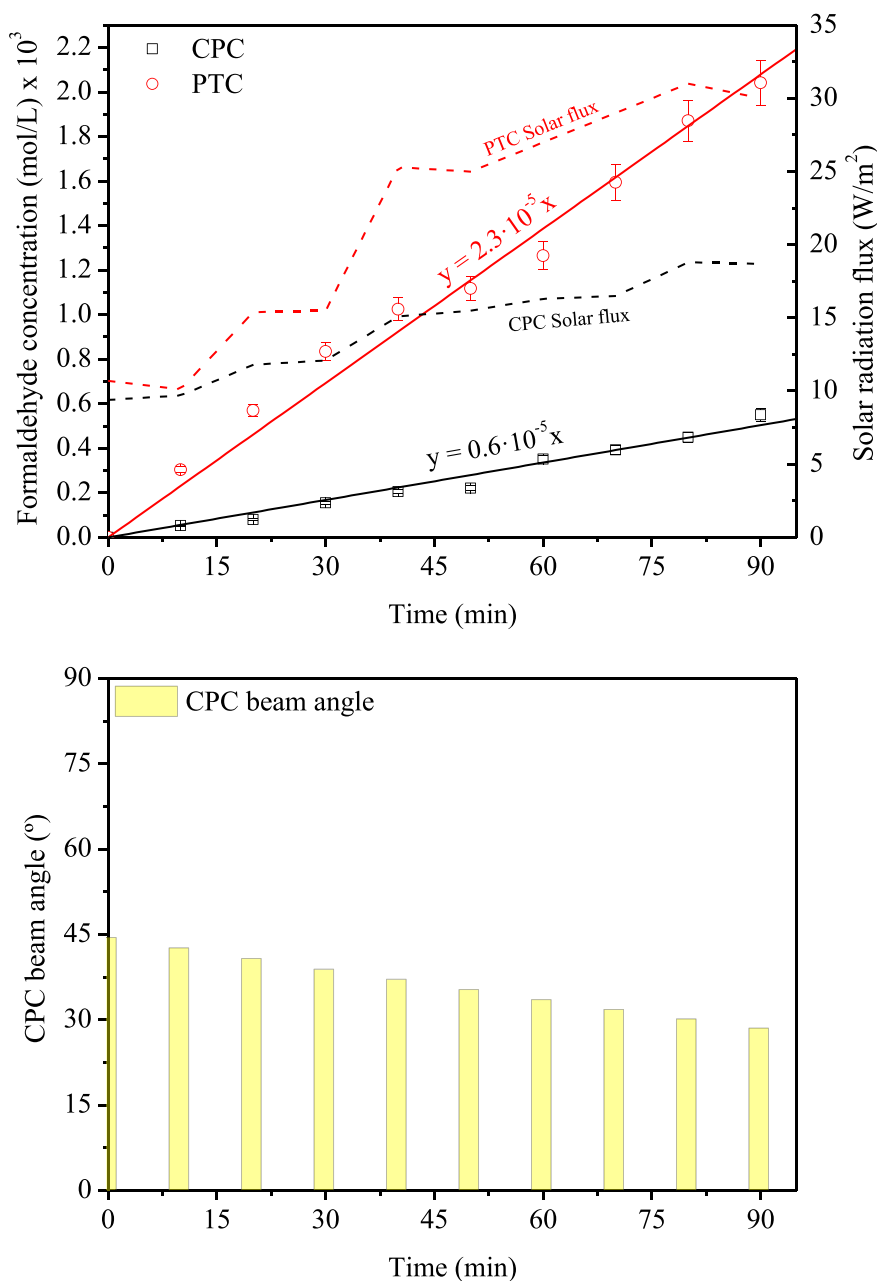 Formaldehyde concentration (mol/L) x 10³
2.2
2.0
1.8
1.6
1.4
1.2
1.0
0.8
0.6
0.4
0.2
0.0
CPC
PTC
PTC Solar flux
y = 2.3·10⁻⁵x
CPC Solar flux
y = 0.6·10⁻⁵x
35
30
25
20
15
10
5
0
Solar radiation flux (W/m²)
0 15 30 45 60 75 90
Time (min)
CPC beam angle (º)
90
75
60
45
30
15
0
CPC beam angle
0 15 30 45 60 75 90
Time (min)